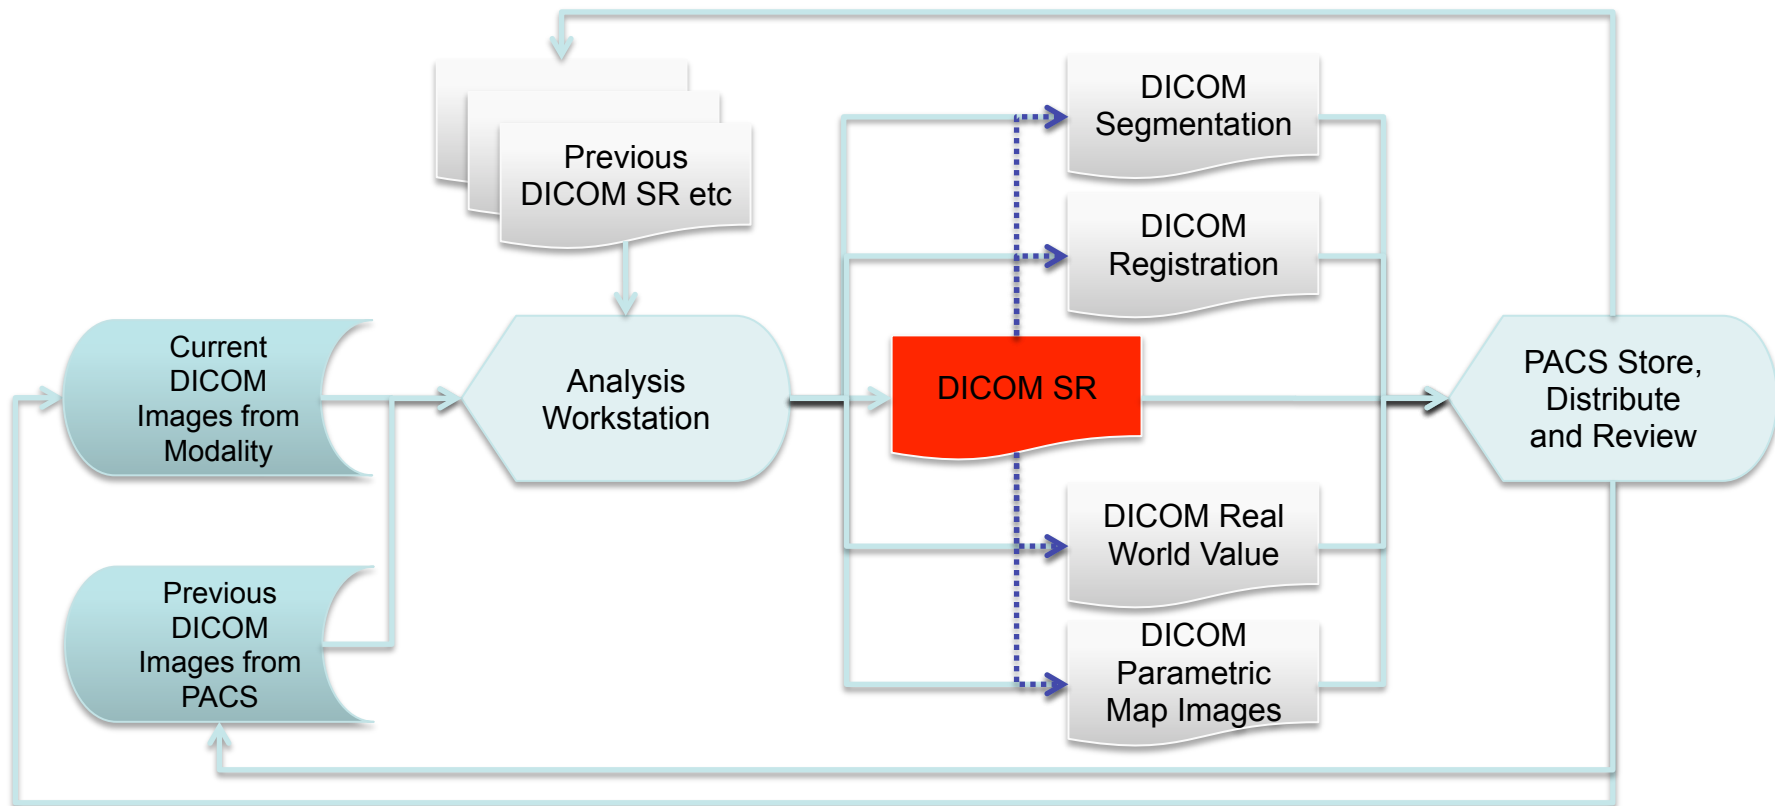 Previous
DICOM SR etc
Current
DICOM
Images from
Modality
Previous
DICOM
Images from
PACS
Analysis
Workstation
DICOM
Segmentation
DICOM
Registration
DICOM SR
DICOM Real
World Value
DICOM
Parametric
Map Images
PACS Store,
Distribute
and Review